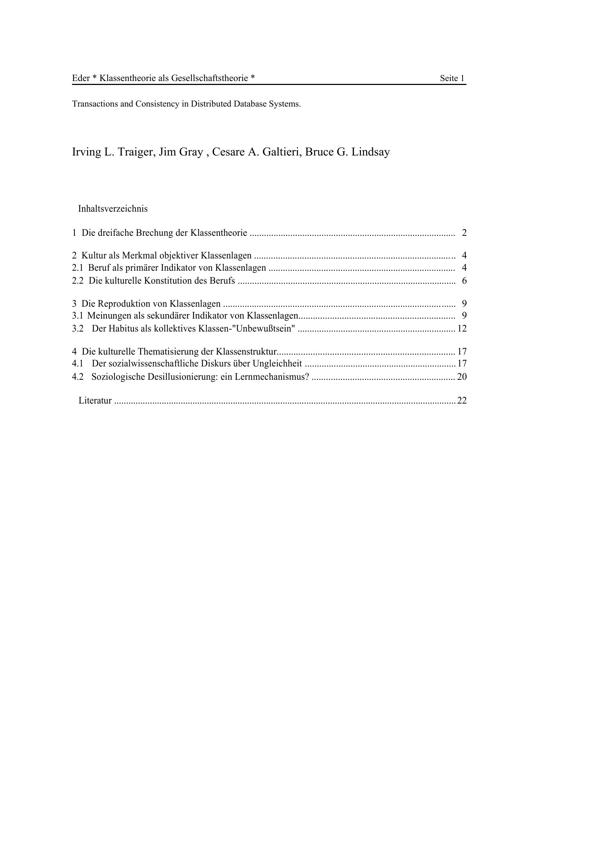 Eder * Klassentheorie als Gesellschaftstheorie * Seite 1
Transactions and Consistency in Distributed Database Systems.
Irving L. Traiger, Jim Gray , Cesare A. Galtieri, Bruce G. Lindsay
Inhaltsverzeichnis
1 Die dreifache Brechung der Klassentheorie ..................................................................................... 2
2 Kultur als Merkmal objektiver Klassenlagen .................................................................................... 4
2.1 Beruf als primärer Indikator von Klassenlagen .............................................................................. 4
2.2 Die kulturelle Konstitution des Berufs ........................................................................................... 6
3 Die Reproduktion von Klassenlagen ................................................................................................. 9
3.1 Meinungen als sekundärer Indikator von Klassenlagen.................................................................. 9
3.2 Der Habitus als kollektives Klassen-"Unbewußtsein" .................................................................. 12
4 Die kulturelle Thematisierung der Klassenstruktur........................................................................... 17
4.1 Der sozialwissenschaftliche Diskurs über Ungleichheit ............................................................... 17
4.2 Soziologische Desillusionierung: ein Lernmechanismus? ............................................................ 20
Literatur .............................................................................................................................................. 22